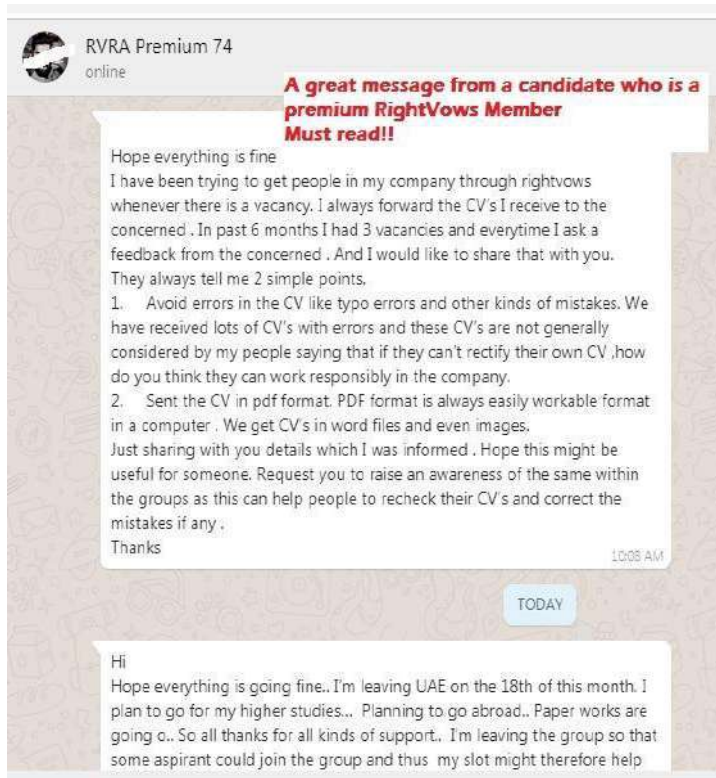 RVRA Premium 74
online
A great message from a candidate who is a
premium RightVows Member
Must read!!
Hope everything is fine
I have been trying to get people in my company through rightvows
whenever there is a vacancy. I always forward the CV's I receive to the
concerned . In past 6 months I had 3 vacancies and everytime I ask a
feedback from the concerned . And I would like to share that with you.
They always tell me 2 simple points.
1. Avoid errors in the CV like typo errors and other kinds of mistakes. We
have received lots of CV's with errors and these CV's are not generally
considered by my people saying that if they can't rectify their own CV ,how
do you think they can work responsibly in the company.
2. Sent the CV in pdf format. PDF format is always easily workable format
in a computer . We get CV's in word files and even images.
Just sharing with you details which I was informed . Hope this might be
useful for someone. Request you to raise an awareness of the same within
the groups as this can help people to recheck their CV's and correct the
mistakes if any .
Thanks
10:08 AM
TODAY
Hi
Hope everything is going fine.. I'm leaving UAE on the 18th of this month. I
plan to go for my higher studies... Planning to go abroad.. Paper works are
going o.. So all thanks for all kinds of support.. I'm leaving the group so that
some aspirant could join the group and thus my slot might therefore help